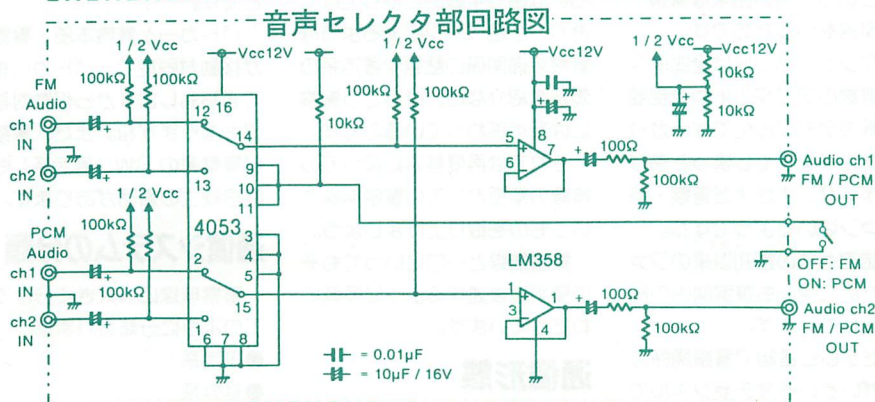 音声セレクタ部回路図
1 / 2 Vcc
Vcc12V
Vcc12V
1 / 2 Vcc
Vcc12V
1 / 2 Vcc
100kΩ
100kΩ
100kΩ
100kΩ
10kΩ
10kΩ
10kΩ
FM
Audio
ch1
IN
ch2
IN
12
16
14
13
9
10
11
4053
3
4
5
2
15
1
6
7
8
5
6
8
7
100Ω
100kΩ
Audio ch1
FM / PCM
OUT
1 / 2 Vcc
100kΩ
100kΩ
PCM
Audio
ch1
IN
ch2
IN
OFF: FM
ON: PCM
LM358
1
3
4
1
100Ω
100kΩ
Audio ch2
FM / PCM
OUT
= 0.01μF
= 10μF / 16V